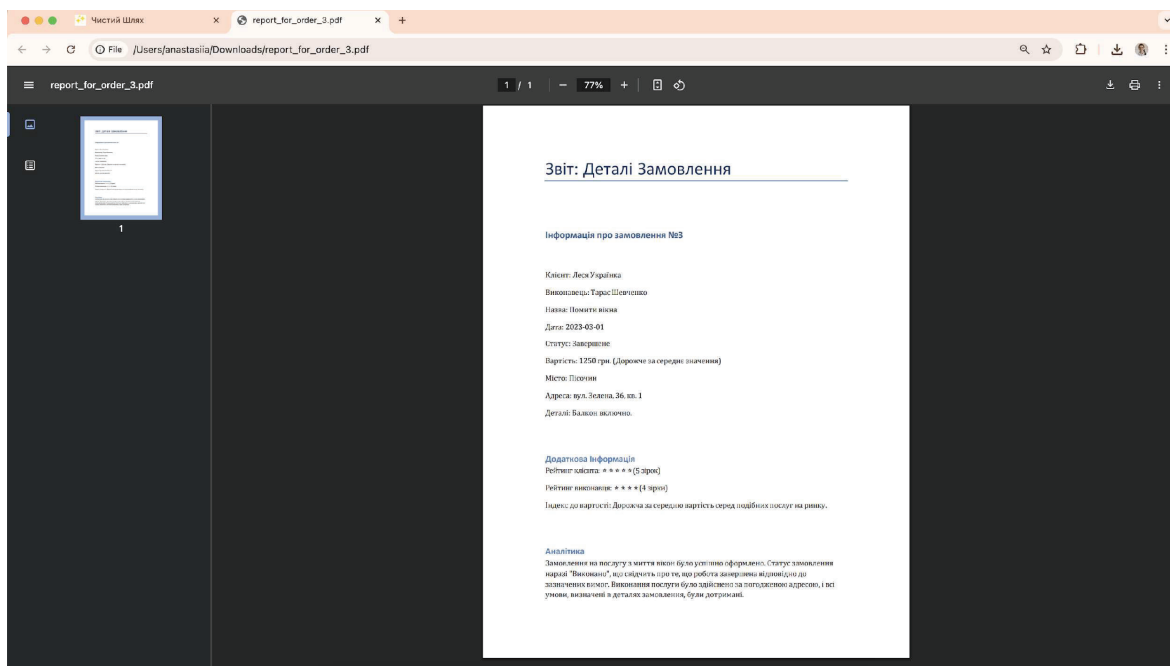 Чистий Шлях
report_for_order_3.pdf
File /Users/anastasiia/Downloads/report_for_order_3.pdf
report_for_order_3.pdf
1 / 1 − 77% +
1
Звіт: Деталі Замовлення
Інформація про замовлення №3
Клієнт: Леся Українка
Виконавець: Тарас Шевченко
Назва: Помити вікна
Дата: 2023-03-01
Статус: Завершене
Вартість: 1250 грн. (Дорожче за середнє значення)
Місто: Пісочин
Адреса: вул. Зелена, 36, кв. 1
Деталі: Балкон включно.
Додаткова Інформація
Рейтинг клієнта: ★ ★ ★ ★ ★ (5 зірок)
Рейтинг виконавця: ★ ★ ★ ★ (4 зірки)
Індекс до вартості: Дорожча за середню вартість серед подібних послуг на ринку.
Аналітика
Замовлення на послугу з миття вікон було успішно оформлено. Статус замовлення
наразі "Виконано", що свідчить про те, що робота завершена відповідно до
зазначених вимог. Виконання послуги було здійснено за погодженою адресою, і всі
умови, визначені в деталях замовлення, були дотримані.